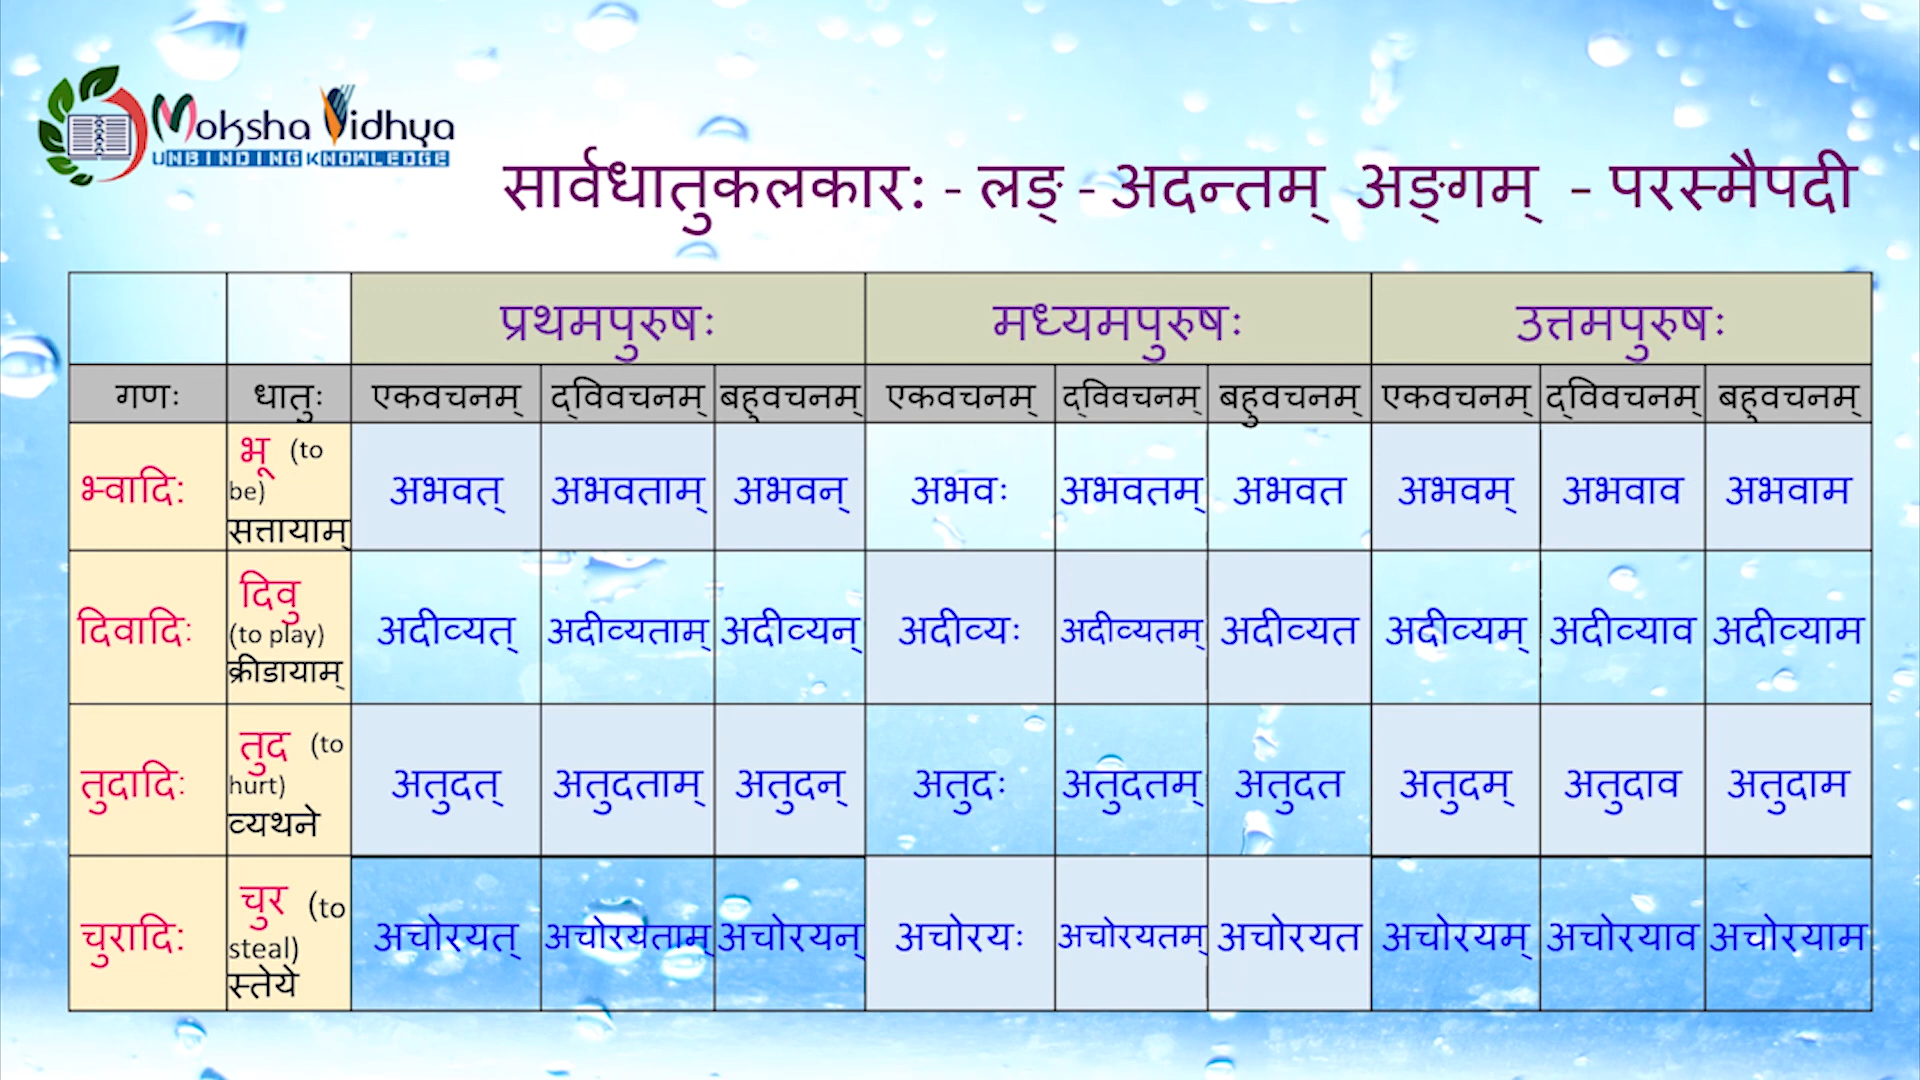 Moksha Vidhya
UNBINDING KNOWLEDGE
सार्वधातुकलकार: - लङ् - अदन्तम् अङ्गम् - परस्मैपदी
प्रथमपुरुषः मध्यमपुरुषः उत्तमपुरुषः
गणः धातुः एकवचनम् द्विवचनम् बहुवचनम् एकवचनम् द्विवचनम् बहुवचनम् एकवचनम् द्विवचनम् बहुवचनम्
भ्वादि: भू (to be) सत्तायाम् अभवत् अभवताम् अभवन् अभवः अभवतम् अभवत अभवम् अभवाव अभवाम
दिवादिः दिवु (to play) क्रीडायाम् अदीव्यत् अदीव्यताम् अदीव्यन् अदीव्यः अदीव्यतम् अदीव्यत अदीव्यम् अदीव्याव अदीव्याम
तुदादिः तुद (to hurt) व्यथने अतुदत् अतुदताम् अतुदन् अतुदः अतुदतम् अतुदत अतुदम् अतुदाव अतुदाम
चुरादि: चुर (to steal) स्तेये अचोरयत् अचोरयताम् अचोरयन् अचोरयः अचोरयतम् अचोरयत अचोरयम् अचोरयाव अचोरयाम